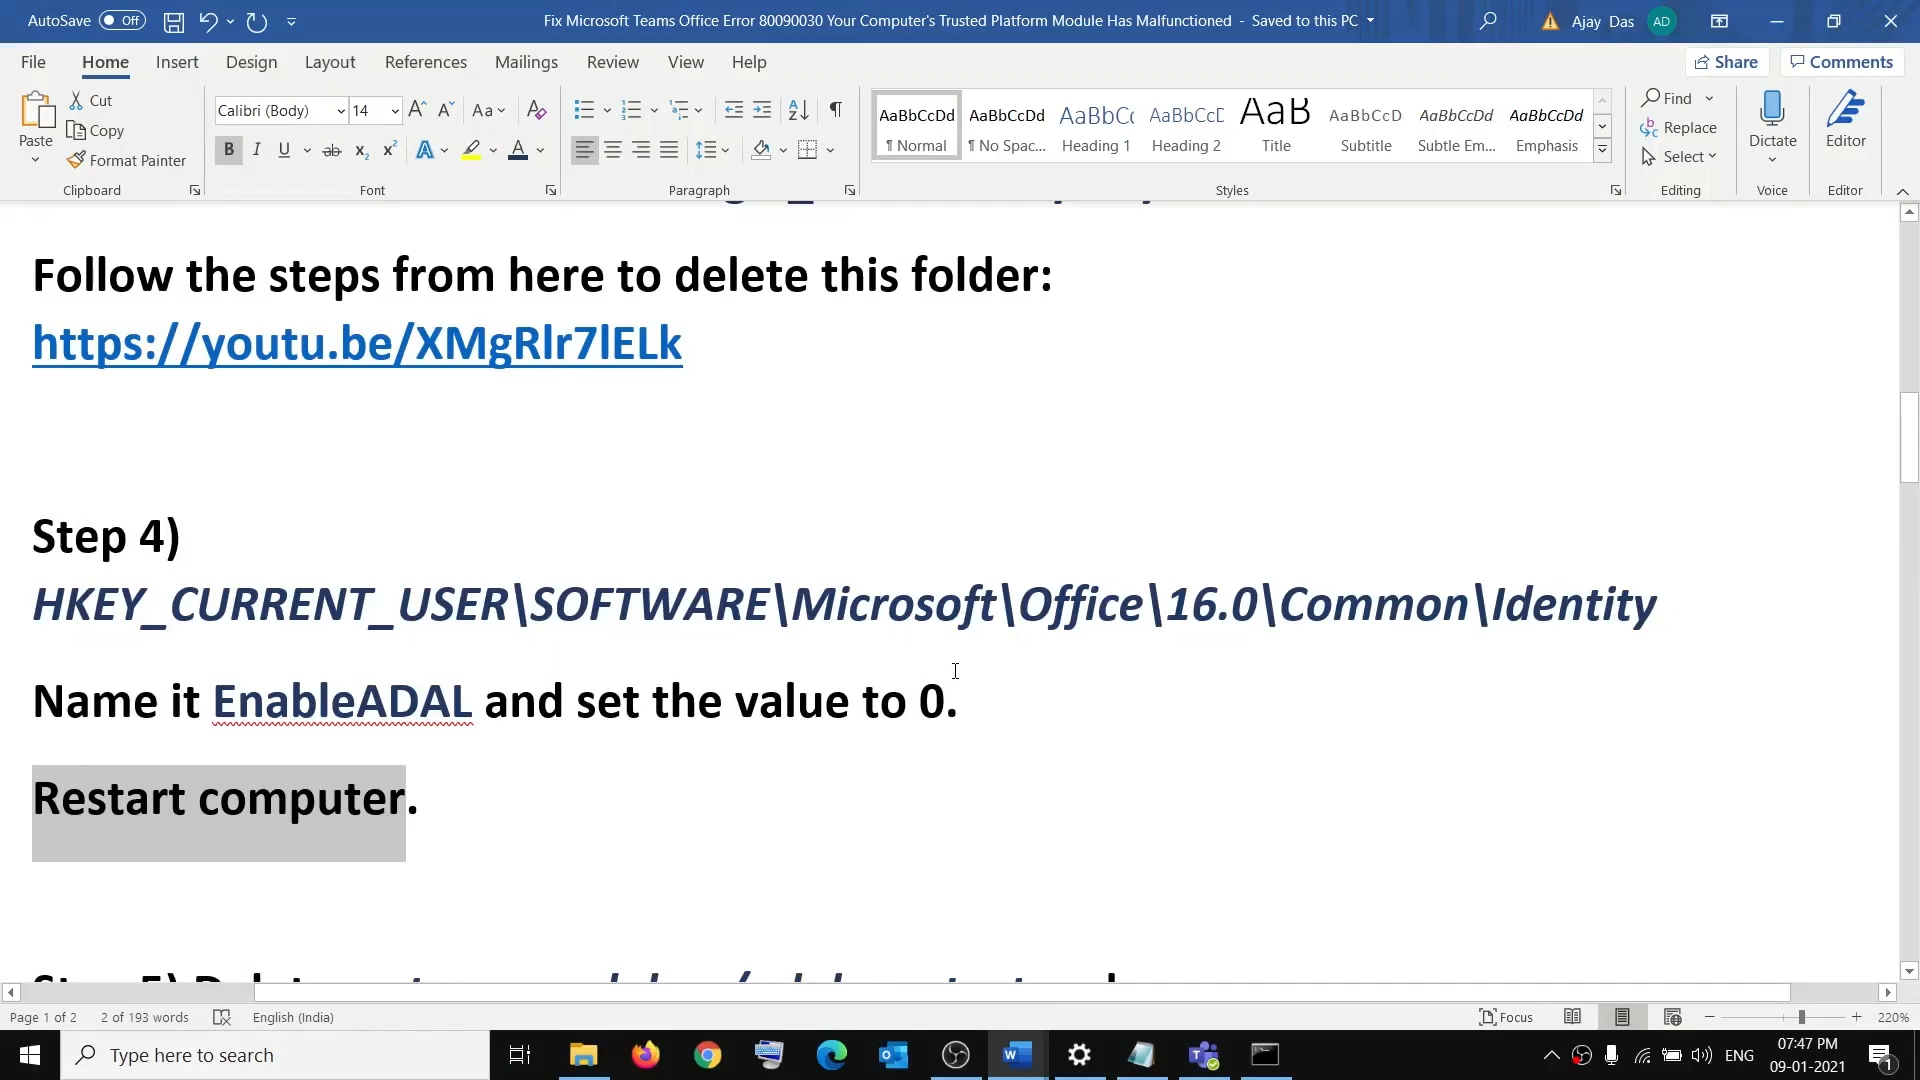 AutoSave Off
Fix Microsoft Teams Office Error 80090030 Your Computer's Trusted Platform Module Has Malfunctioned - Saved to this PC
Ajay Das AD
File Home Insert Design Layout References Mailings Review View Help
Share Comments
Paste
Cut
Copy
Format Painter
Clipboard
Calibri (Body) 14
Font
Paragraph
AaBbCcDd AaBbCcDd AaBbCc AaBbCcD AaB AaBbCcD AaBbCcDd AaBbCcDd
¶ Normal ¶ No Spac... Heading 1 Heading 2 Title Subtitle Subtle Em... Emphasis
Styles
Find
Replace
Select
Editing
Dictate
Voice
Editor
Editor
Follow the steps from here to delete this folder:
https://youtu.be/XMgRlr7lELk
Step 4)
HKEY_CURRENT_USER\SOFTWARE\Microsoft\Office\16.0\Common\Identity
Name it EnableADAL and set the value to 0.
Restart computer.
Page 1 of 2 2 of 193 words English (India)
Focus
220%
Type here to search
ENG
07:47 PM
09-01-2021
1